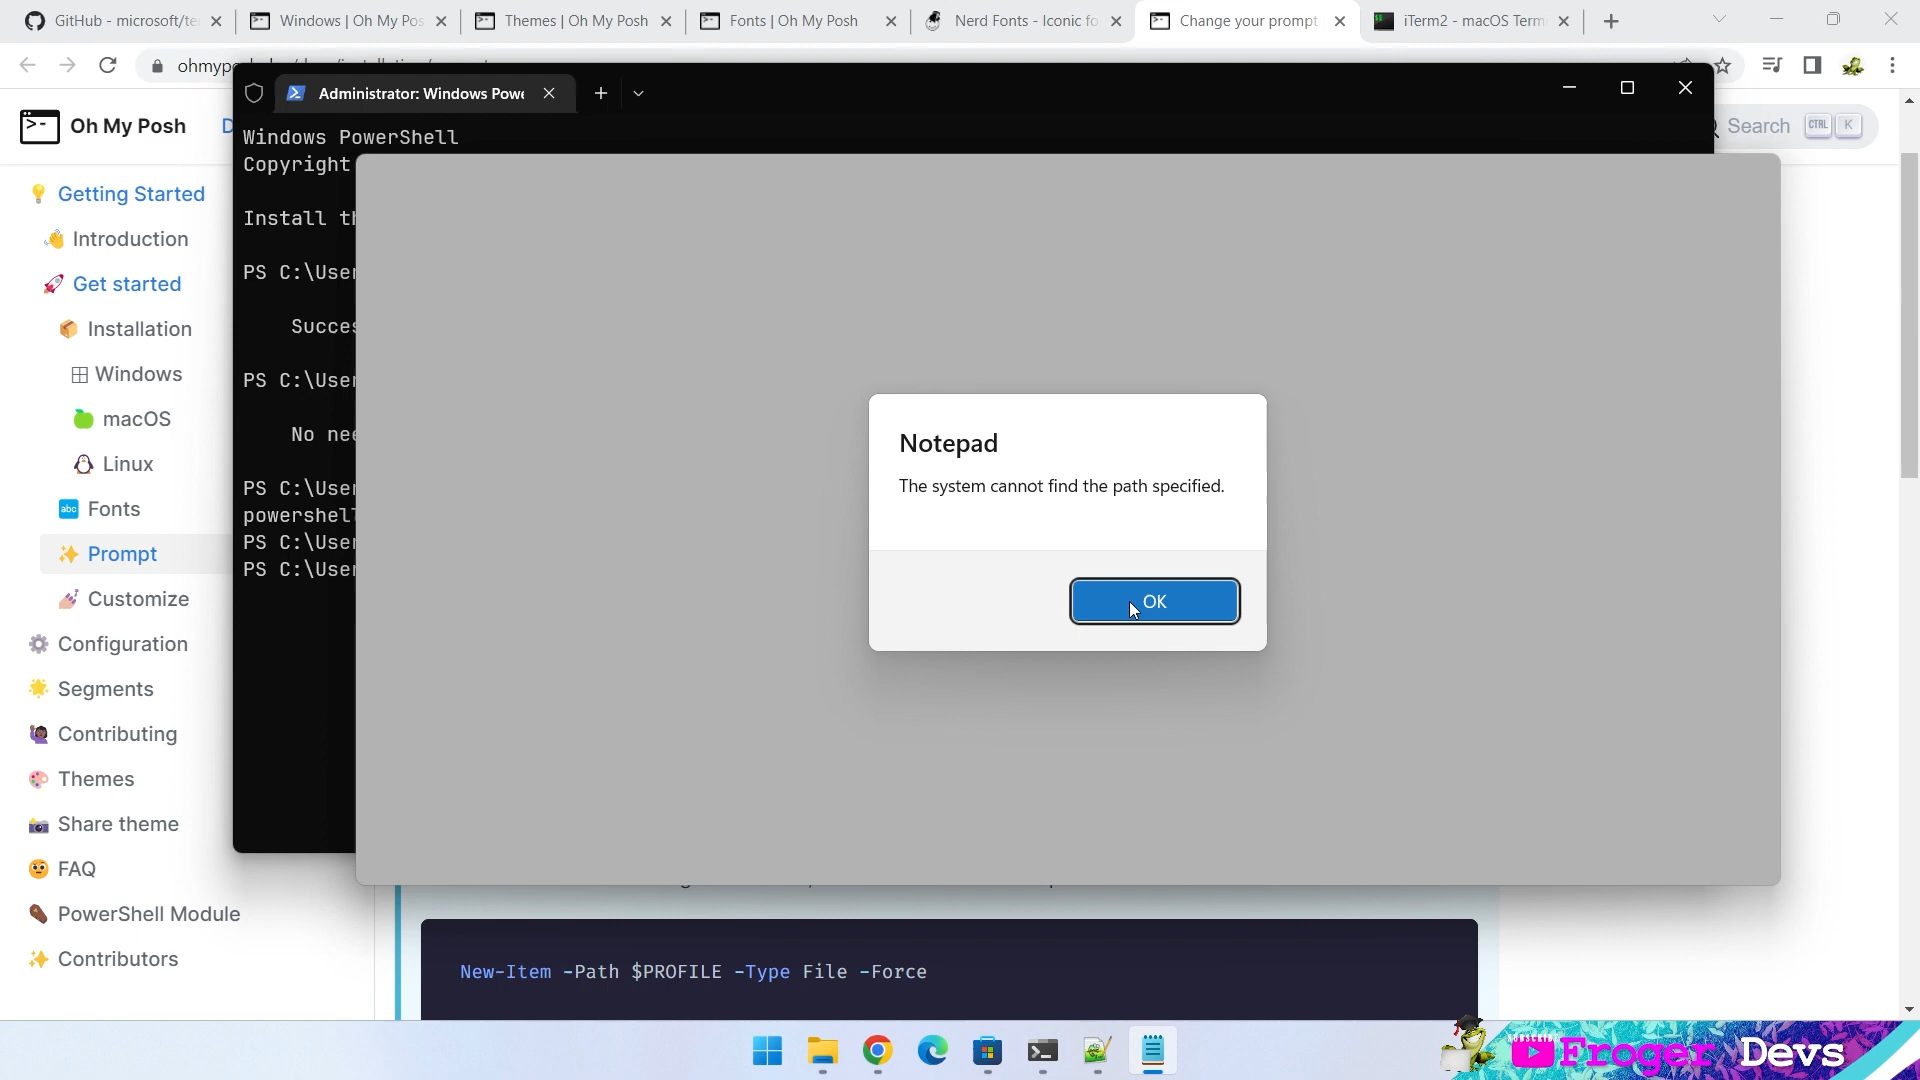 GitHub - microsoft/te
Windows | Oh My Pos
Themes | Oh My Posh
Fonts | Oh My Posh
Nerd Fonts - Iconic fo
Change your prompt
iTerm2 - macOS Term
Administrator: Windows Powe
Oh My Posh
Search CTRL K
Getting Started
Introduction
Get started
Installation
Windows
macOS
Linux
Fonts
Prompt
Customize
Configuration
Segments
Contributing
Themes
Share theme
FAQ
PowerShell Module
Contributors
Windows PowerShell
Copyright
Install th
PS C:\User
Succes
PS C:\User
No nee
PS C:\User
powershell
PS C:\User
PS C:\User
Notepad
The system cannot find the path specified.
OK
New-Item -Path $PROFILE -Type File -Force
SUBSCRIBE
Froger Devs